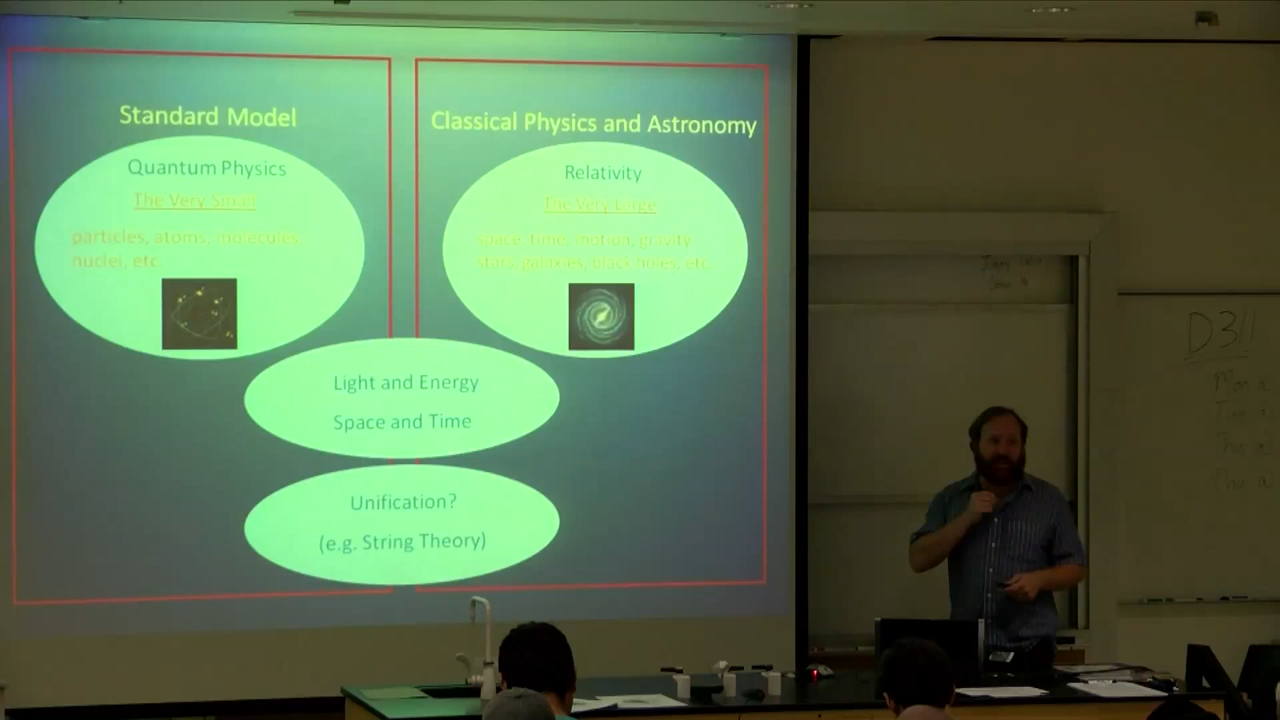 Standard Model
Quantum Physics
The Very Small
particles, atoms, molecules,
nuclei, etc.
Classical Physics and Astronomy
Relativity
The Very Large
space, time, motion, gravity
stars, galaxies, black holes, etc.
Light and Energy
Space and Time
Unification?
(e.g. String Theory)
D311